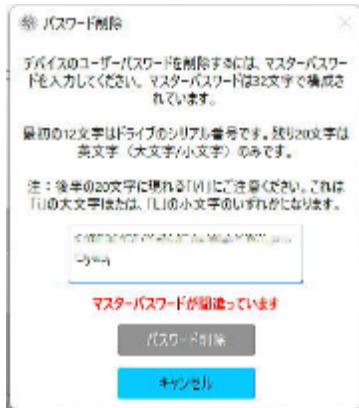 パスワード削除
デバイスのユーザーパスワードを削除するには、マスターパスワー
ドを入力してください。マスターパスワードは32文字で構成さ
れています。
最初の12文字はドライブのシリアル番号です。残り20文字は
英文字(大文字/小文字)のみです。
注:後半の20文字に現れる「I/l」にご注意ください。これは
「i」の大文字または、「L」の小文字のいずれかになります。
マスターパスワードが間違っています
パスワード削除
キャンセル